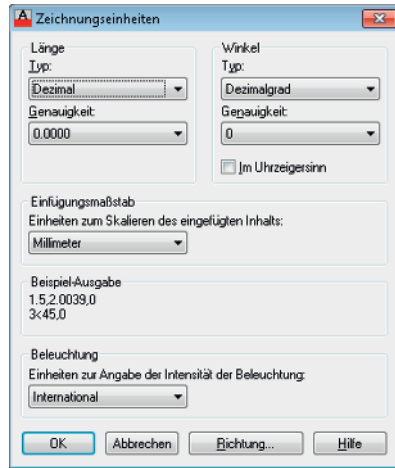 Zeichnungseinheiten
Länge
Typ:
Dezimal
Genauigkeit:
0.0000
Winkel
Typ:
Dezimalgrad
Genauigkeit:
0
Im Uhrzeigersinn
Einfügungsmaßstab
Einheiten zum Skalieren des eingefügten Inhalts:
Millimeter
Beispiel-Ausgabe
1.5,2.0039,0
3<45,0
Beleuchtung
Einheiten zur Angabe der Intensität der Beleuchtung:
International
OK Abbrechen Richtung... Hilfe